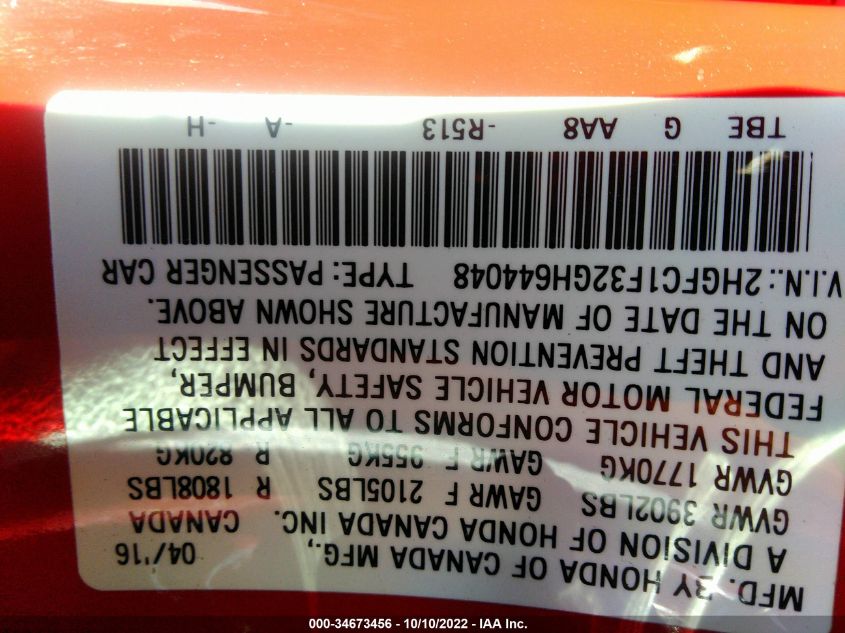 MFD. BY HONDA OF CANADA MFG., 04/16
A DIVISION OF HONDA CANADA INC. CANADA
GVWR 3902LBS GAWR F 2105LBS R 1808LBS
GVWR 1770KG GAWR F 955KG R 820KG
THIS VEHICLE CONFORMS TO ALL APPLICABLE
FEDERAL MOTOR VEHICLE SAFETY, BUMPER,
AND THEFT PREVENTION STANDARDS IN EFFECT
ON THE DATE OF MANUFACTURE SHOWN ABOVE.
V.I.N.: 2HGFC1F32GH644048 TYPE: PASSENGER CAR
TBE G AA8 -R513 -A -H
000-34673456 - 10/10/2022 - IAA Inc.